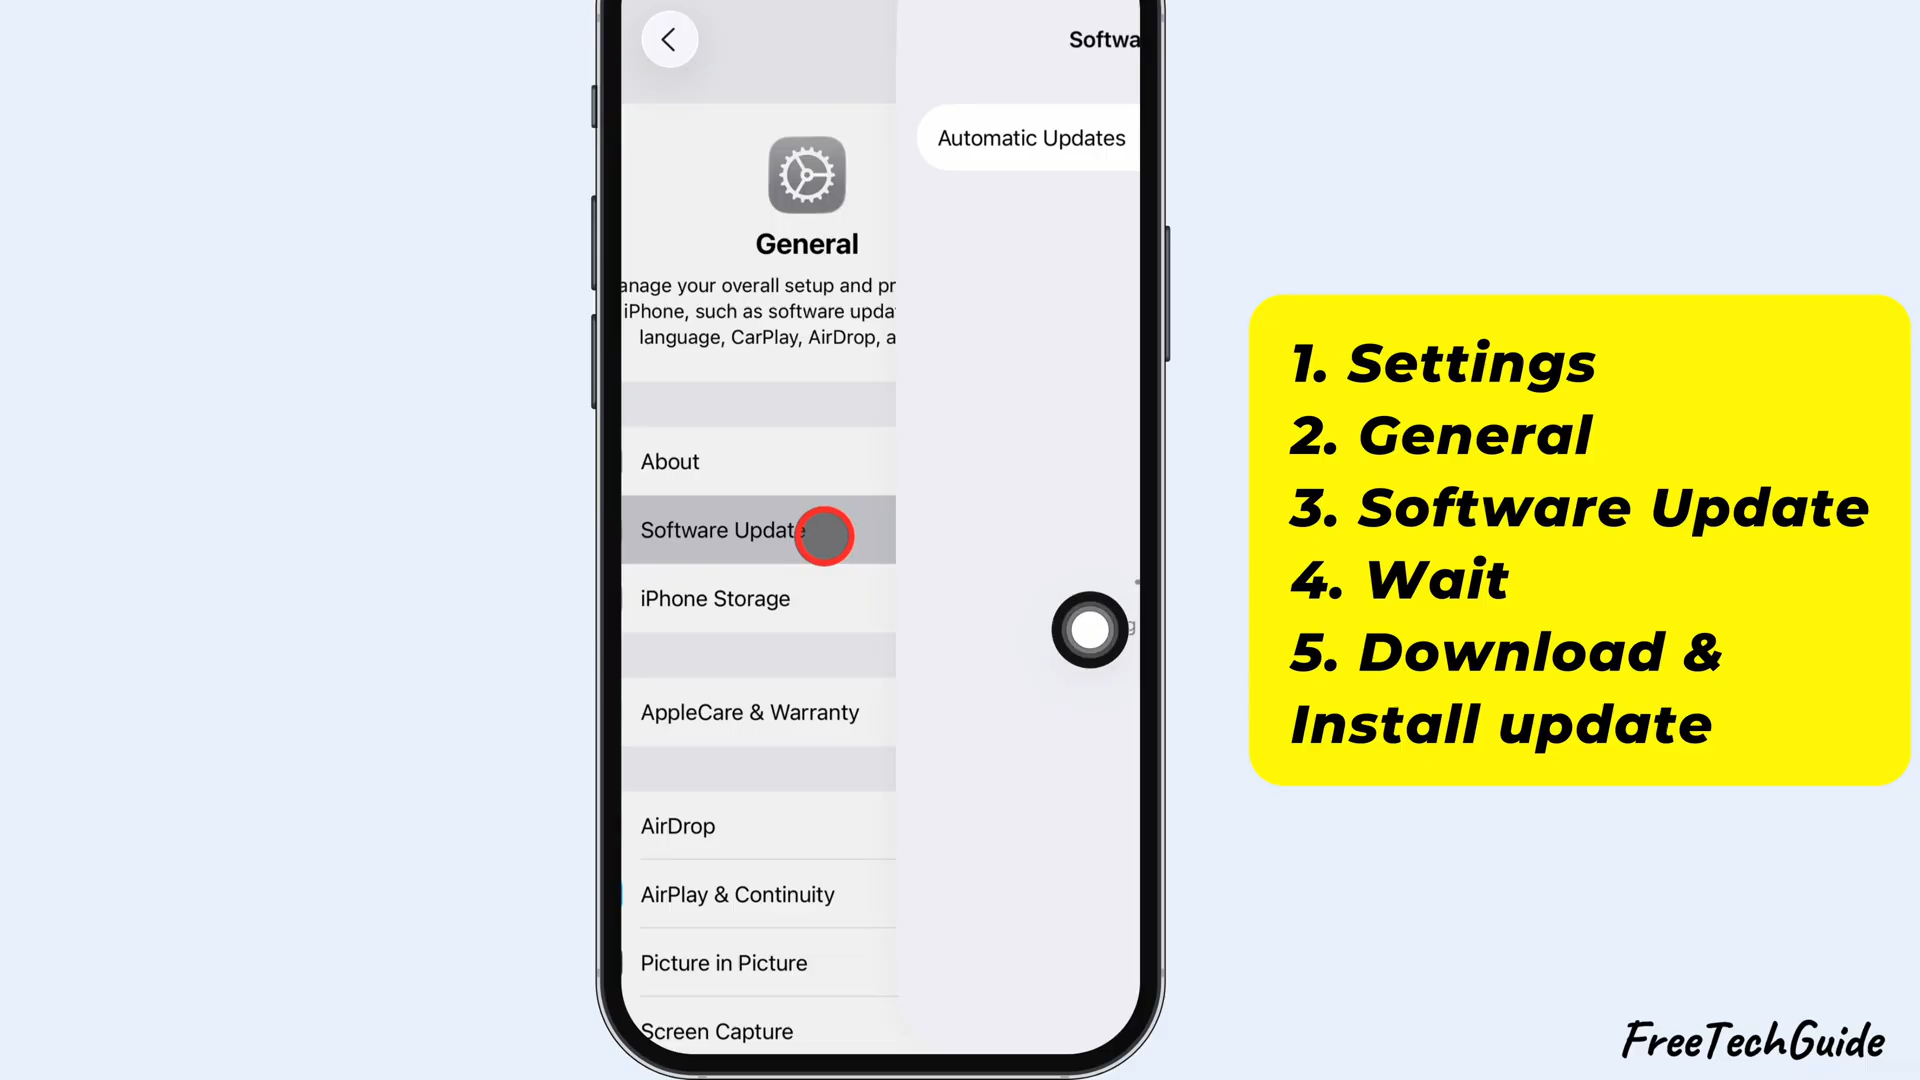 Softwa
Automatic Updates
General
anage your overall setup and pr
iPhone, such as software upda
language, CarPlay, AirDrop, a
About
Software Update
iPhone Storage
AppleCare & Warranty
AirDrop
AirPlay & Continuity
Picture in Picture
Screen Capture
1. Settings
2. General
3. Software Update
4. Wait
5. Download &
Install update
FreeTechGuide